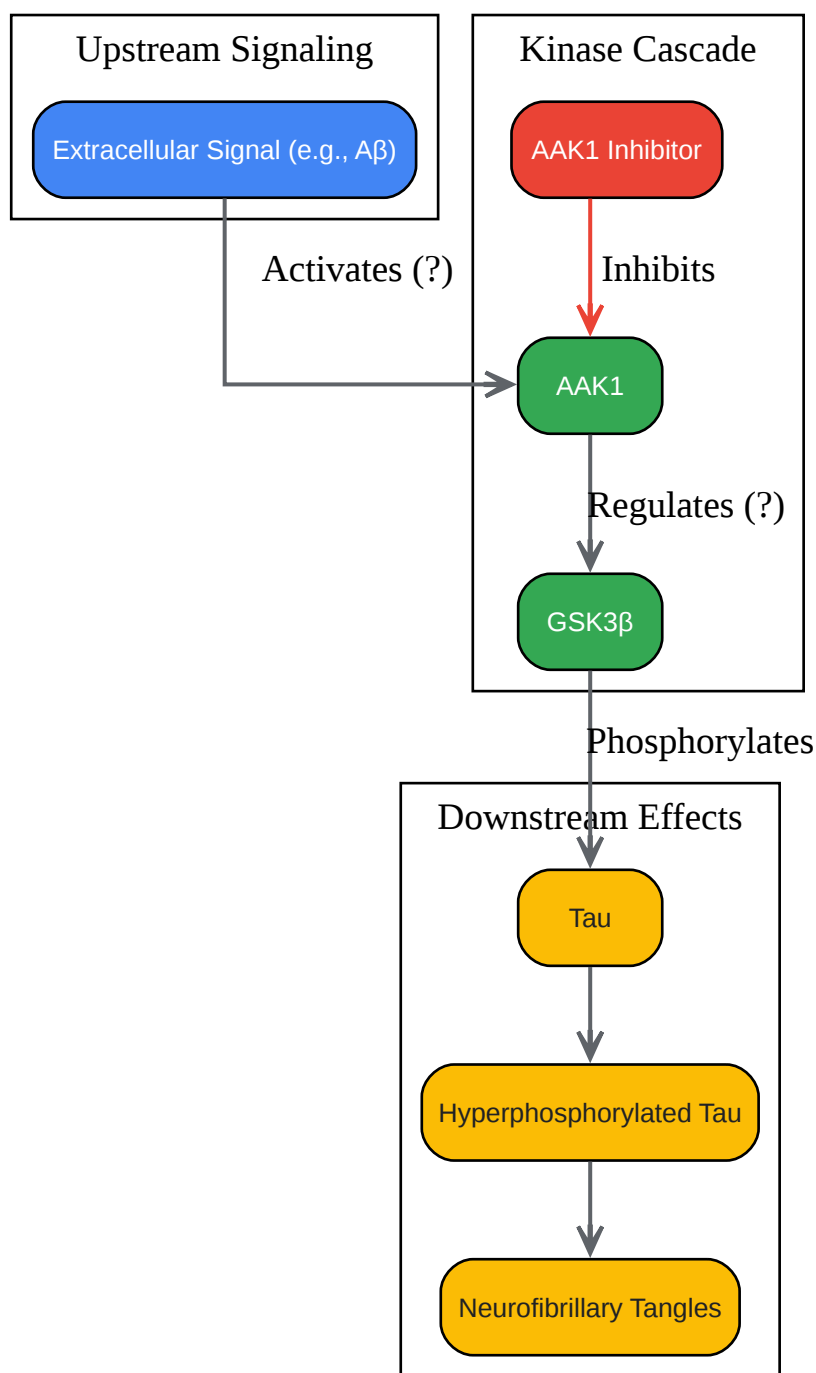 Upstream Signaling
Kinase Cascade
Extracellular Signal (e.g., Aβ)
AAK1 Inhibitor
Activates (?)
Inhibits
AAK1
Regulates (?)
GSK3β
Phosphorylates
Downstream Effects
Tau
Hyperphosphorylated Tau
Neurofibrillary Tangles